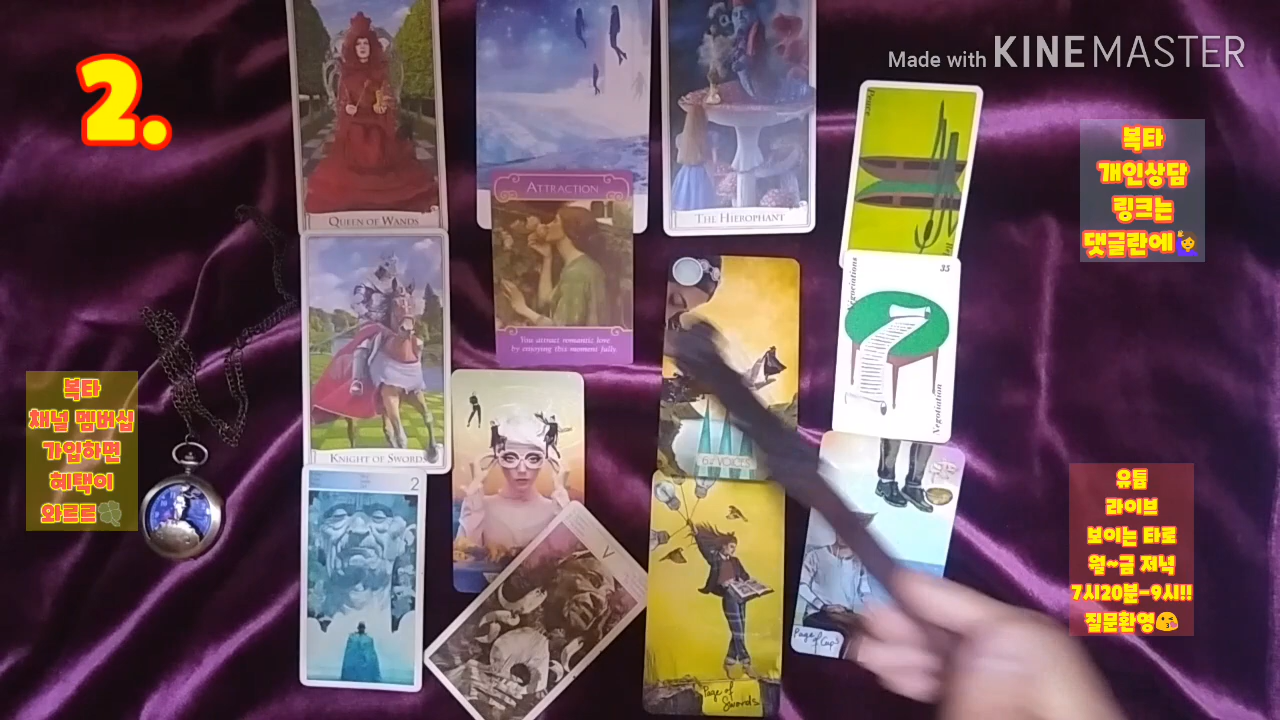 2.
Made with KINEMASTER
복타
개인상담
링크는
댓글란에
복타
채널 멤버십
가입하면
혜택이
와르르
유튭
라이브
보이는 타로
월~금 저녁
7시20분-9시!!
질문환영
QUEEN OF WANDS
ATTRACTION
You attract romantic love
by enjoying this moment fully.
THE HIEROPHANT
KNIGHT OF SWORDS
2
V
VOICES
Page of
Swords
35
Negotiation
Page of Cups